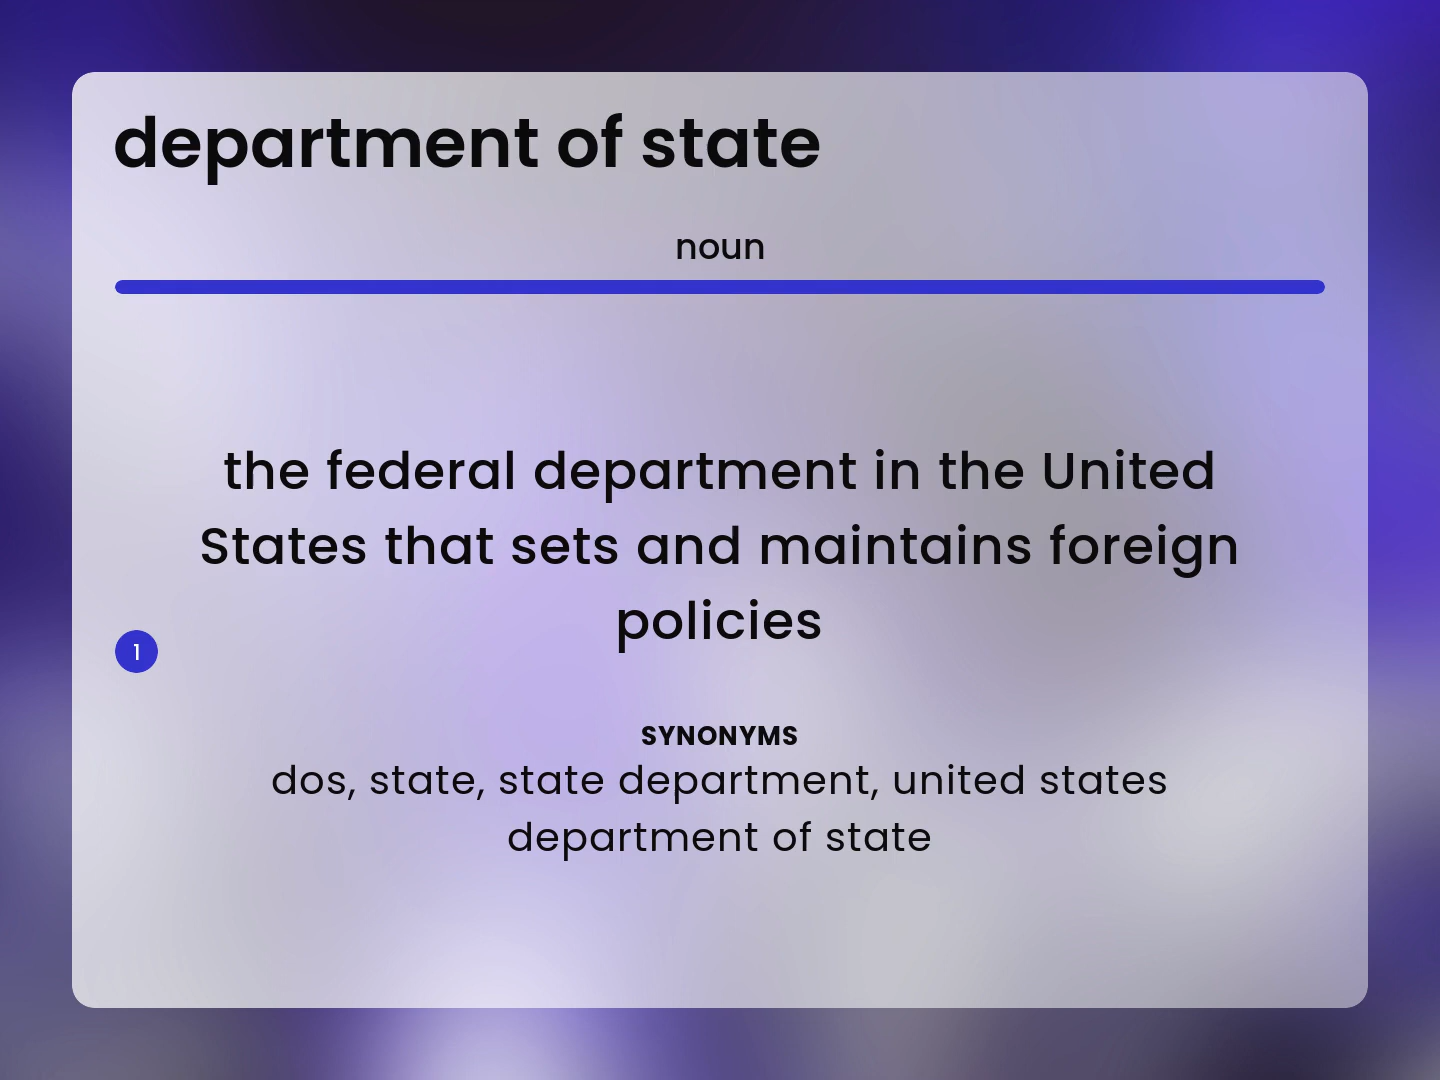 department of state
noun
the federal department in the United
States that sets and maintains foreign
policies
1
SYNONYMS
dos, state, state department, united states
department of state